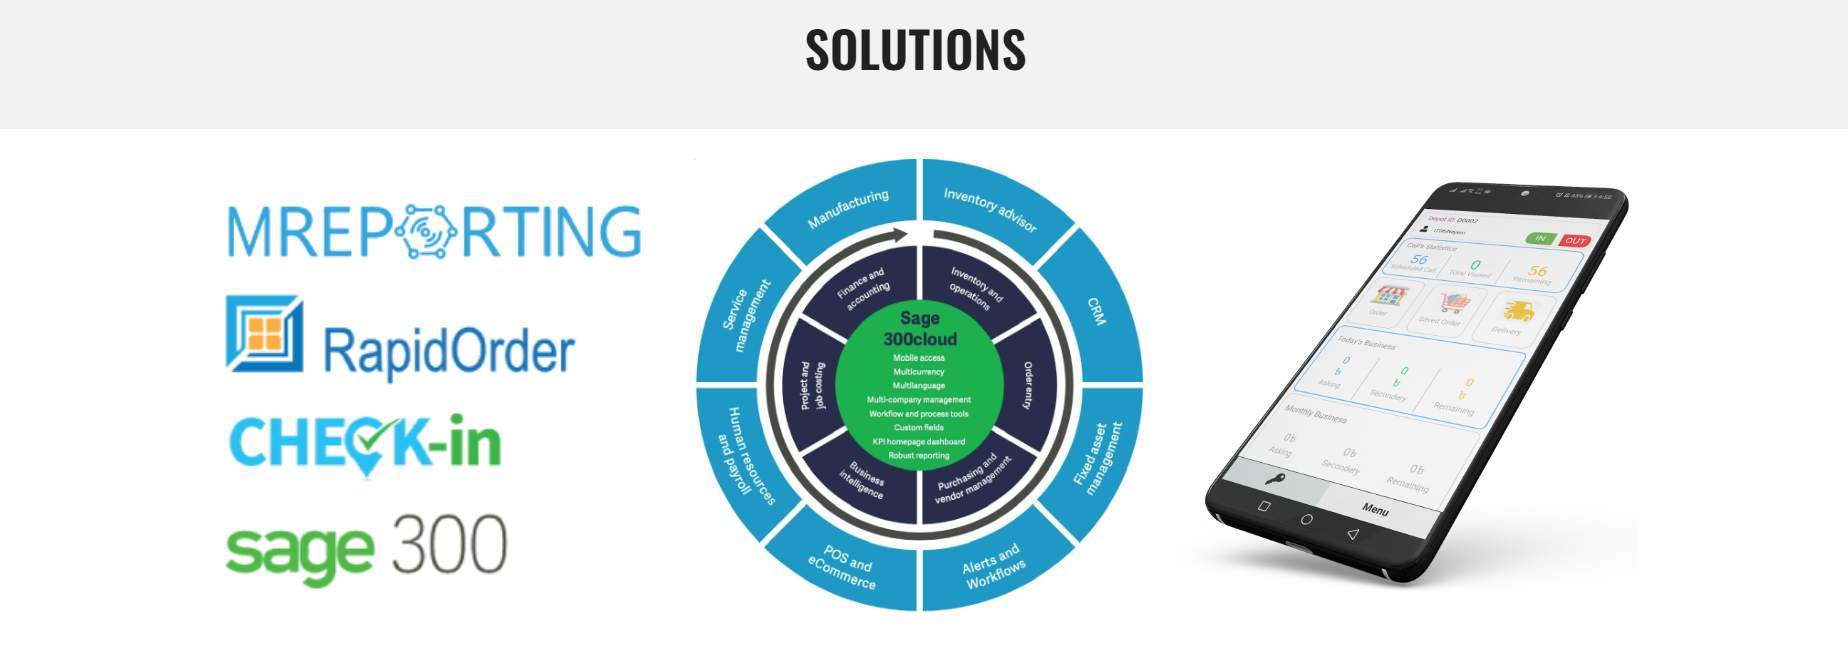 SOLUTIONS
MREPORTING
RapidOrder
CHECK-in
sage 300
Manufacturing
Inventory advisor
CRM
Fixed asset
management
Alerts and
Workflows
POS and
eCommerce
Human resources
and payroll
Service
management
Finance and
accounting
Inventory and
operations
Order entry
Purchasing and
vendor management
Business
intelligence
Project and
job costing
Sage
300cloud
Mobile access
Multicurrency
Multilanguage
Multi-company management
Workflow and process tools
Custom fields
KPI homepage dashboard
Robust reporting
Depot ID: D0002
IN OUT
Call's Statistics
56 0 56
Scheduled Call Total Visited Remaining
Order Saved Order Delivery
Today's Business
0 0 0
৳ ৳ ৳
Asking Secondery Remaining
Monthly Business
0৳ 0৳ 0৳
Asking Secondery Remaining
Menu